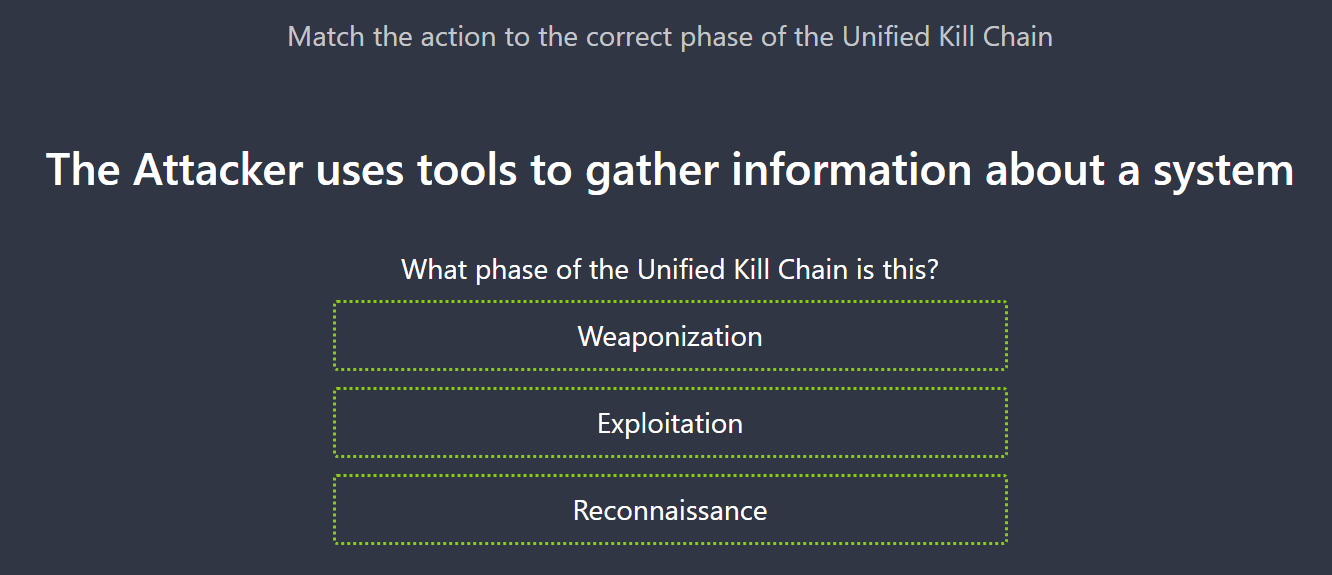 Match the action to the correct phase of the Unified Kill Chain
The Attacker uses tools to gather information about a system
What phase of the Unified Kill Chain is this?
Weaponization
Exploitation
Reconnaissance